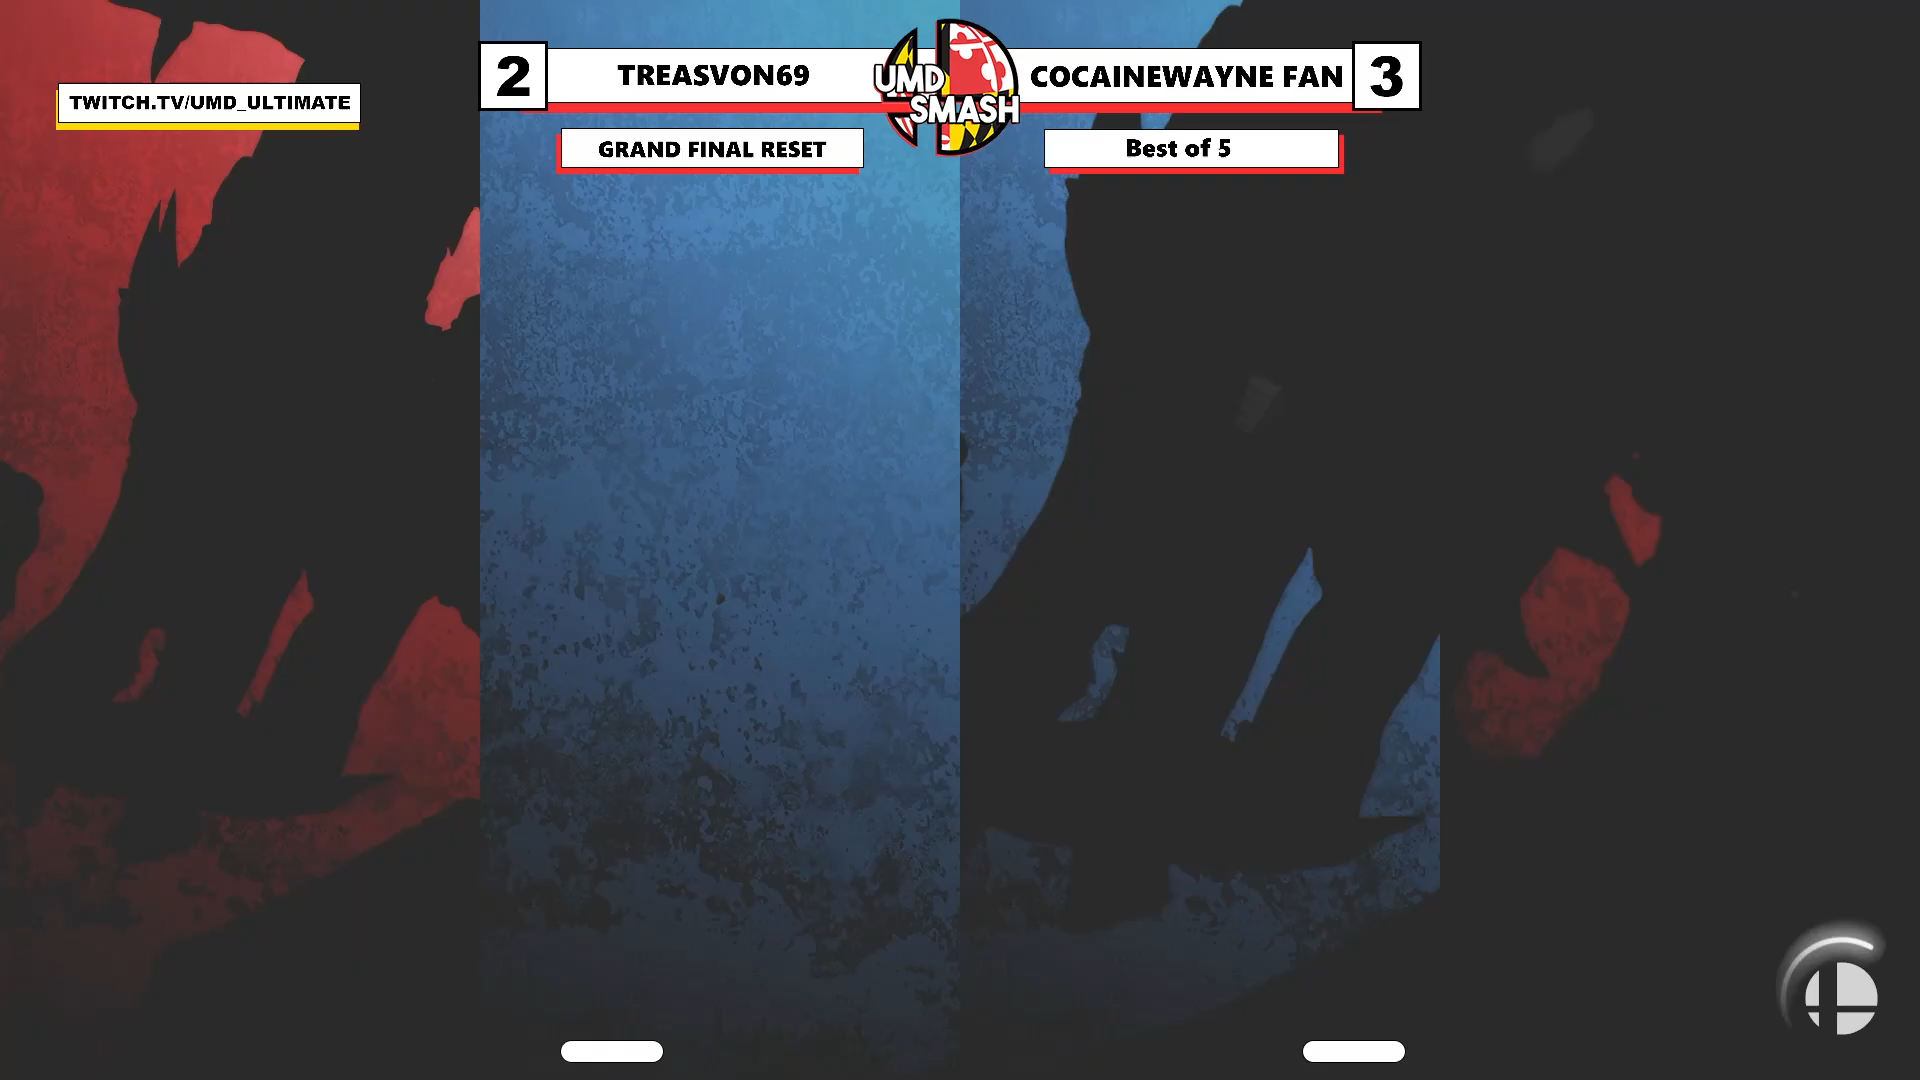 2
TREASVON69
UMD
SMASH
COCAINEWAYNE FAN
3
TWITCH.TV/UMD_ULTIMATE
GRAND FINAL RESET
Best of 5